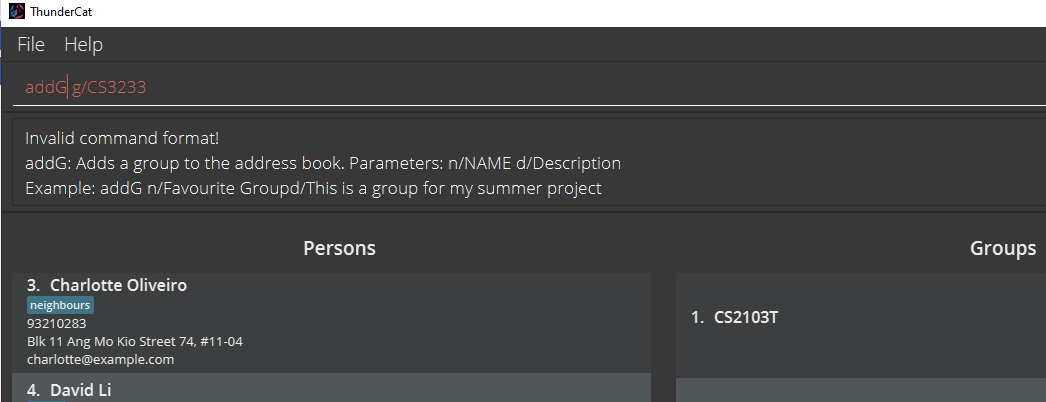 ThunderCat
File Help
addG g/CS3233
Invalid command format!
addG: Adds a group to the address book. Parameters: n/NAME d/Description
Example: addG n/Favourite Groupd/This is a group for my summer project
Persons
3. Charlotte Oliveiro
neighbours
93210283
Blk 11 Ang Mo Kio Street 74, #11-04
charlotte@example.com
4. David Li
Groups
1. CS2103T